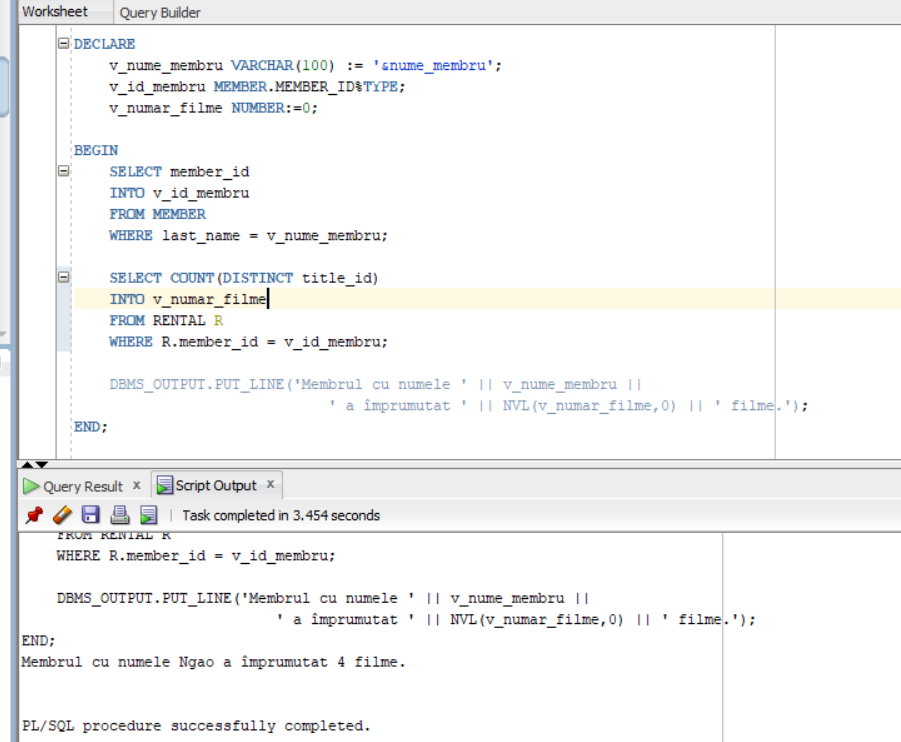 Worksheet Query Builder
DECLARE
v_nume_membru VARCHAR(100) := '&nume_membru';
v_id_membru MEMBER.MEMBER_ID%TYPE;
v_numar_filme NUMBER:=0;
BEGIN
SELECT member_id
INTO v_id_membru
FROM MEMBER
WHERE last_name = v_nume_membru;
SELECT COUNT(DISTINCT title_id)
INTO v_numar_filme
FROM RENTAL R
WHERE R.member_id = v_id_membru;
DBMS_OUTPUT.PUT_LINE('Membrul cu numele ' || v_nume_membru ||
' a împrumutat ' || NVL(v_numar_filme,0) || ' filme.');
END;
Query Result x Script Output x
Task completed in 3.454 seconds
FROM RENTAL R
WHERE R.member_id = v_id_membru;
DBMS_OUTPUT.PUT_LINE('Membrul cu numele ' || v_nume_membru ||
' a împrumutat ' || NVL(v_numar_filme,0) || ' filme.');
END;
Membrul cu numele Ngao a împrumutat 4 filme.
PL/SQL procedure successfully completed.